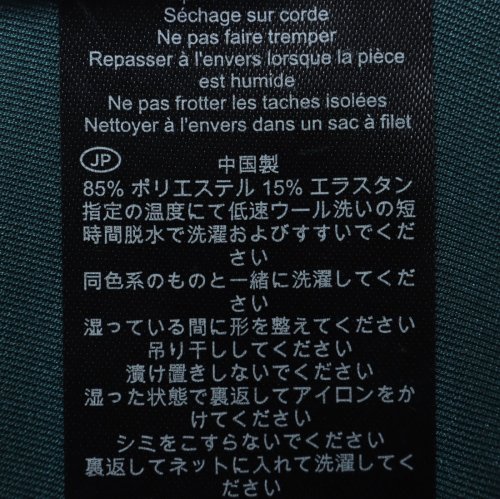 Séchage sur corde
Ne pas faire tremper
Repasser à l'envers lorsque la pièce
est humide
Ne pas frotter les taches isolées
Nettoyer à l'envers dans un sac à filet
JP 中国製
85% ポリエステル 15% エラスタン
指定の温度にて低速ウール洗いの短
時間脱水で洗濯およびすすいでくだ
さい
同色系のものと一緒に洗濯してくだ
さい
湿っている間に形を整えてください
吊り干ししてください
漬け置きしないでください
湿った状態で裏返してアイロンをか
けてください
シミをこすらないでください
裏返してネットに入れて洗濯してく
ださい